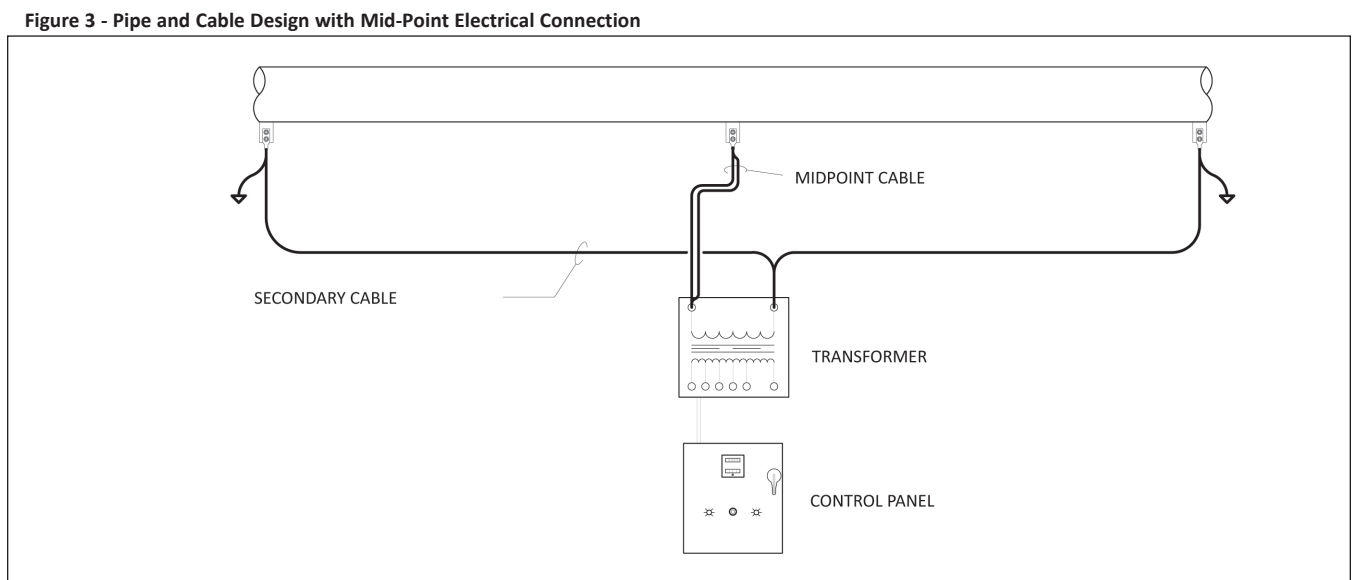 Figure 3 - Pipe and Cable Design with Mid-Point Electrical Connection
MIDPOINT CABLE
SECONDARY CABLE
TRANSFORMER
CONTROL PANEL